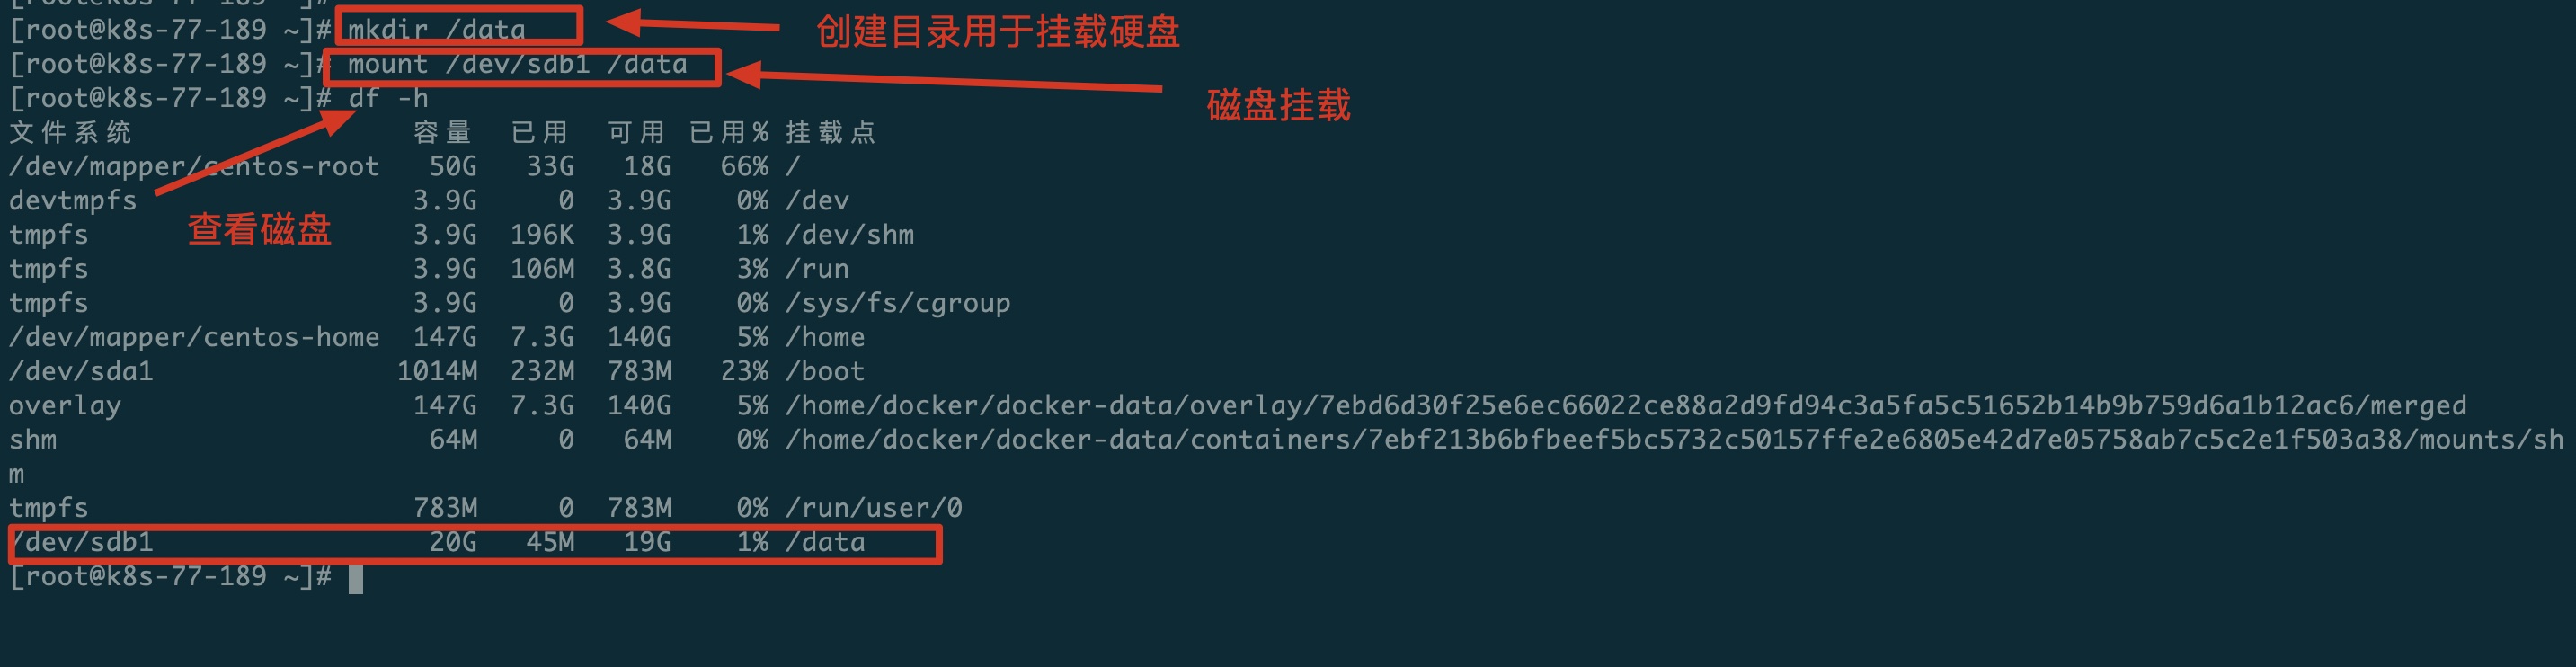 [root@k8s-77-189 ~]#
[root@k8s-77-189 ~]# mkdir /data
创建目录用于挂载硬盘
[root@k8s-77-189 ~]# mount /dev/sdb1 /data
磁盘挂载
[root@k8s-77-189 ~]# df -h
文件系统 容量 已用 可用 已用% 挂载点
/dev/mapper/centos-root 50G 33G 18G 66% /
devtmpfs 3.9G 0 3.9G 0% /dev
查看磁盘
tmpfs 3.9G 196K 3.9G 1% /dev/shm
tmpfs 3.9G 106M 3.8G 3% /run
tmpfs 3.9G 0 3.9G 0% /sys/fs/cgroup
/dev/mapper/centos-home 147G 7.3G 140G 5% /home
/dev/sda1 1014M 232M 783M 23% /boot
overlay 147G 7.3G 140G 5% /home/docker/docker-data/overlay/7ebd6d30f25e6ec66022ce88a2d9fd94c3a5fa5c51652b14b9b759d6a1b12ac6/merged
shm 64M 0 64M 0% /home/docker/docker-data/containers/7ebf213b6bfbeef5bc5732c50157ffe2e6805e42d7e05758ab7c5c2e1f503a38/mounts/sh
m
tmpfs 783M 0 783M 0% /run/user/0
/dev/sdb1 20G 45M 19G 1% /data
[root@k8s-77-189 ~]#